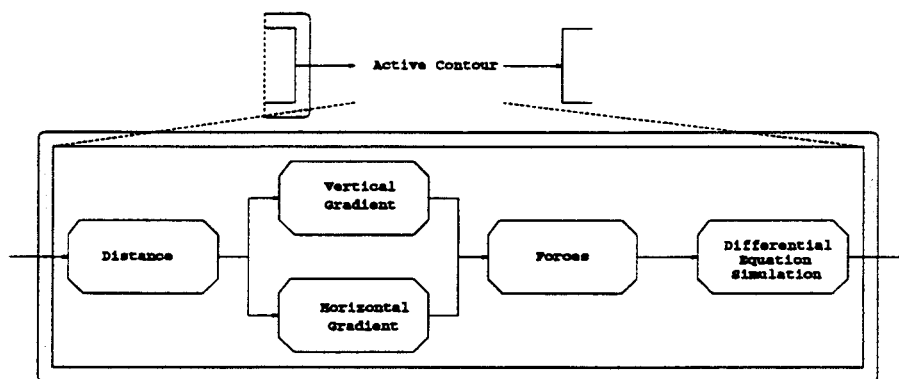 Active Contour
Vertical
Gradient
Distance
Forces
Differential
Equation
Simulation
Horizontal
Gradient